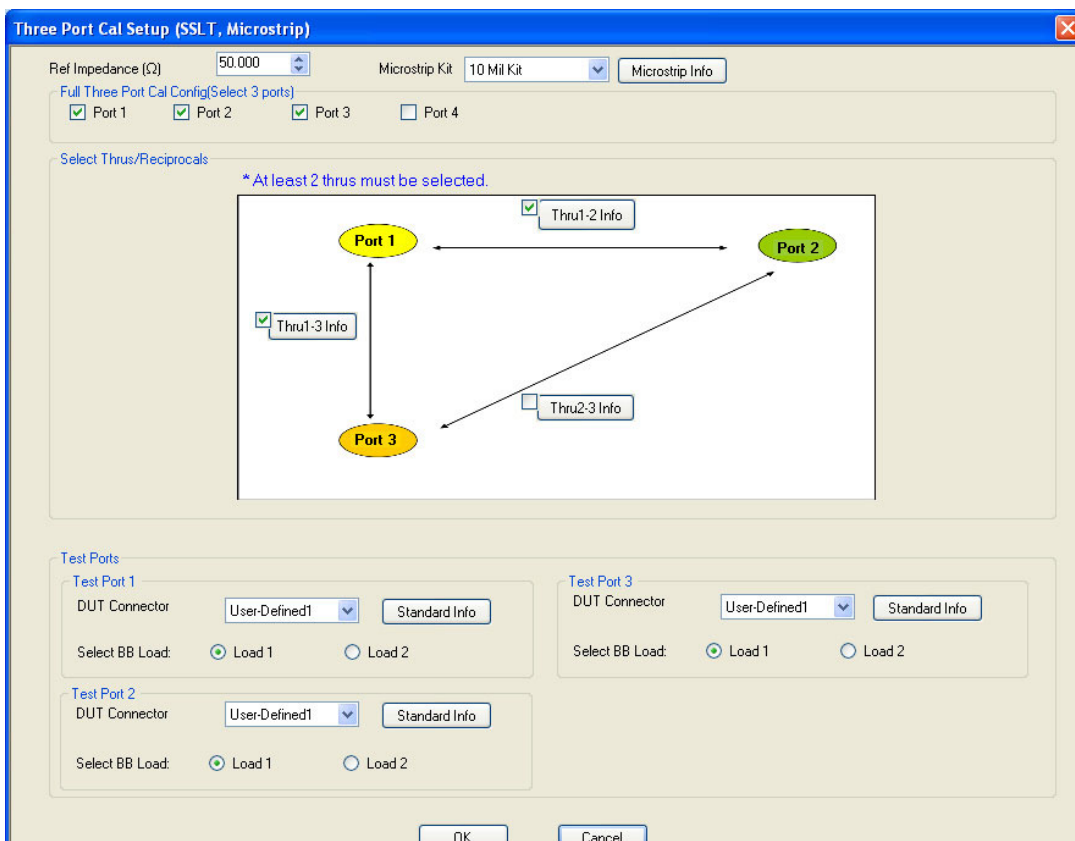 Three Port Cal Setup (SSLT, Microstrip)
Ref Impedance (Ω) 50.000 Microstrip Kit 10 Mil Kit Microstrip Info
Full Three Port Cal Config(Select 3 ports)
Port 1 Port 2 Port 3 Port 4
Select Thrus/Reciprocals
* At least 2 thrus must be selected.
Thru1-2 Info
Port 1 Port 2
Thru1-3 Info
Thru2-3 Info
Port 3
Test Ports
Test Port 1
DUT Connector User-Defined1 Standard Info
Select BB Load: Load 1 Load 2
Test Port 3
DUT Connector User-Defined1 Standard Info
Select BB Load: Load 1 Load 2
Test Port 2
DUT Connector User-Defined1 Standard Info
Select BB Load: Load 1 Load 2
OK Cancel